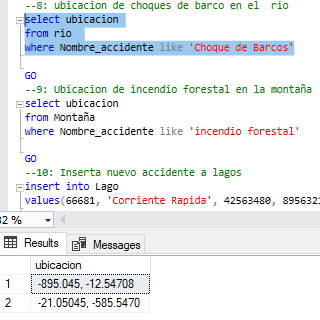 --8: ubicacion de choques de barco en el  rio
select ubicacion
from rio
where Nombre_accidente like 'Choque de Barcos'
GO
--9: Ubicacion de incendio forestal en la montaña
select ubicacion
from Montaña
where Nombre_accidente like 'incendio forestal'
GO
--10: Inserta nuevo accidente a lagos
insert into Lago
values(66681, 'Corriente Rapida', 42563480, 8956321
Results
Messages
ubicacion
1 -895.045, -12.54708
2 -21.05045, -585.5470